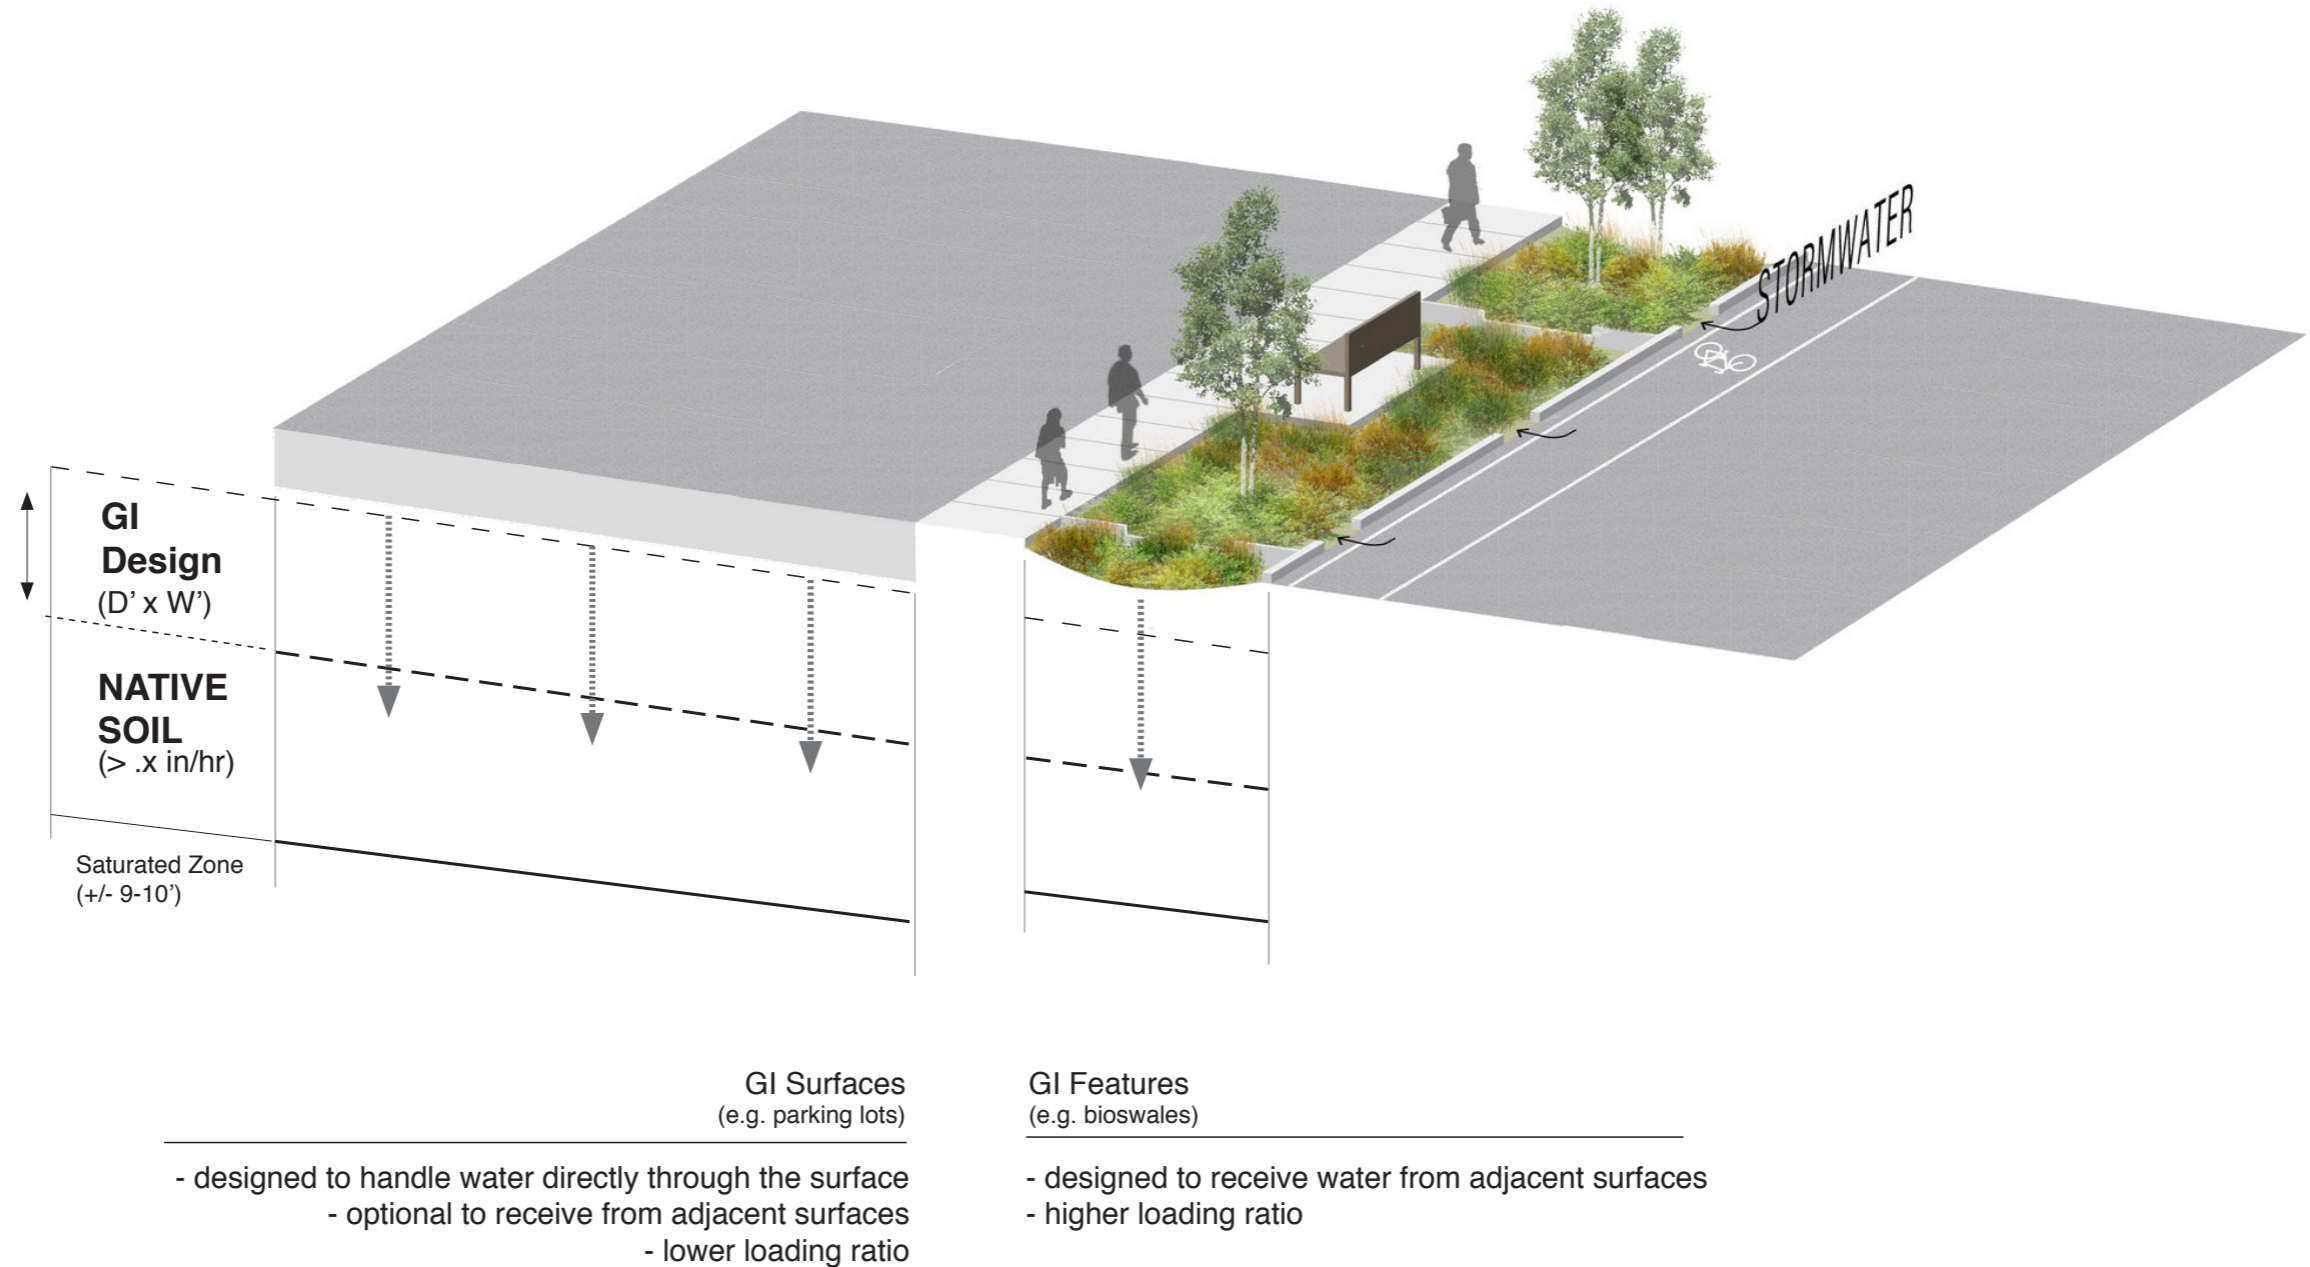 STORMWATER
GI
Design
(D’ x W’)
NATIVE
SOIL
(> .x in/hr)
Saturated Zone
(+/- 9-10’)
GI Surfaces
(e.g. parking lots)
- designed to handle water directly through the surface
- optional to receive from adjacent surfaces
- lower loading ratio
GI Features
(e.g. bioswales)
- designed to receive water from adjacent surfaces
- higher loading ratio